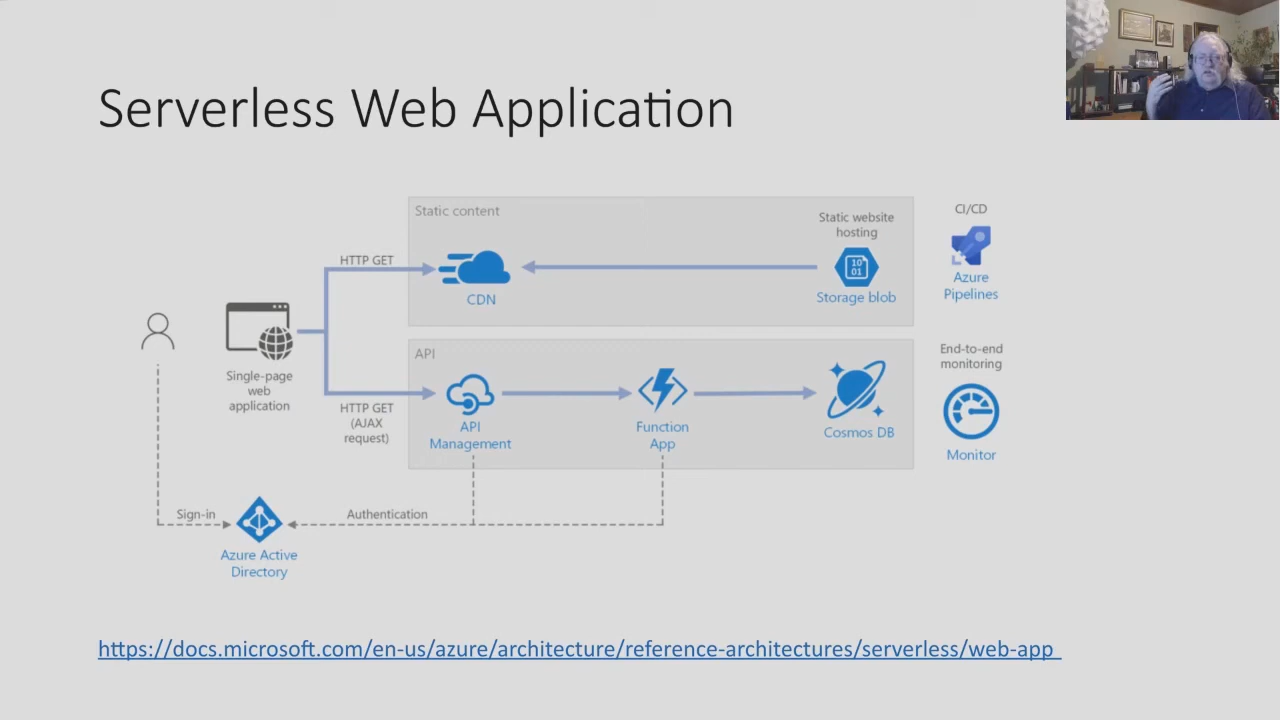 Serverless Web Application
Static content
Static website
hosting
CI/CD
HTTP GET
CDN
10
01
Storage blob
Azure
Pipelines
Single-page
web
application
API
End-to-end
monitoring
HTTP GET
(AJAX
request)
API
Management
Function
App
Cosmos DB
Monitor
Sign-in
Authentication
Azure Active
Directory
https://docs.microsoft.com/en-us/azure/architecture/reference-architectures/serverless/web-app